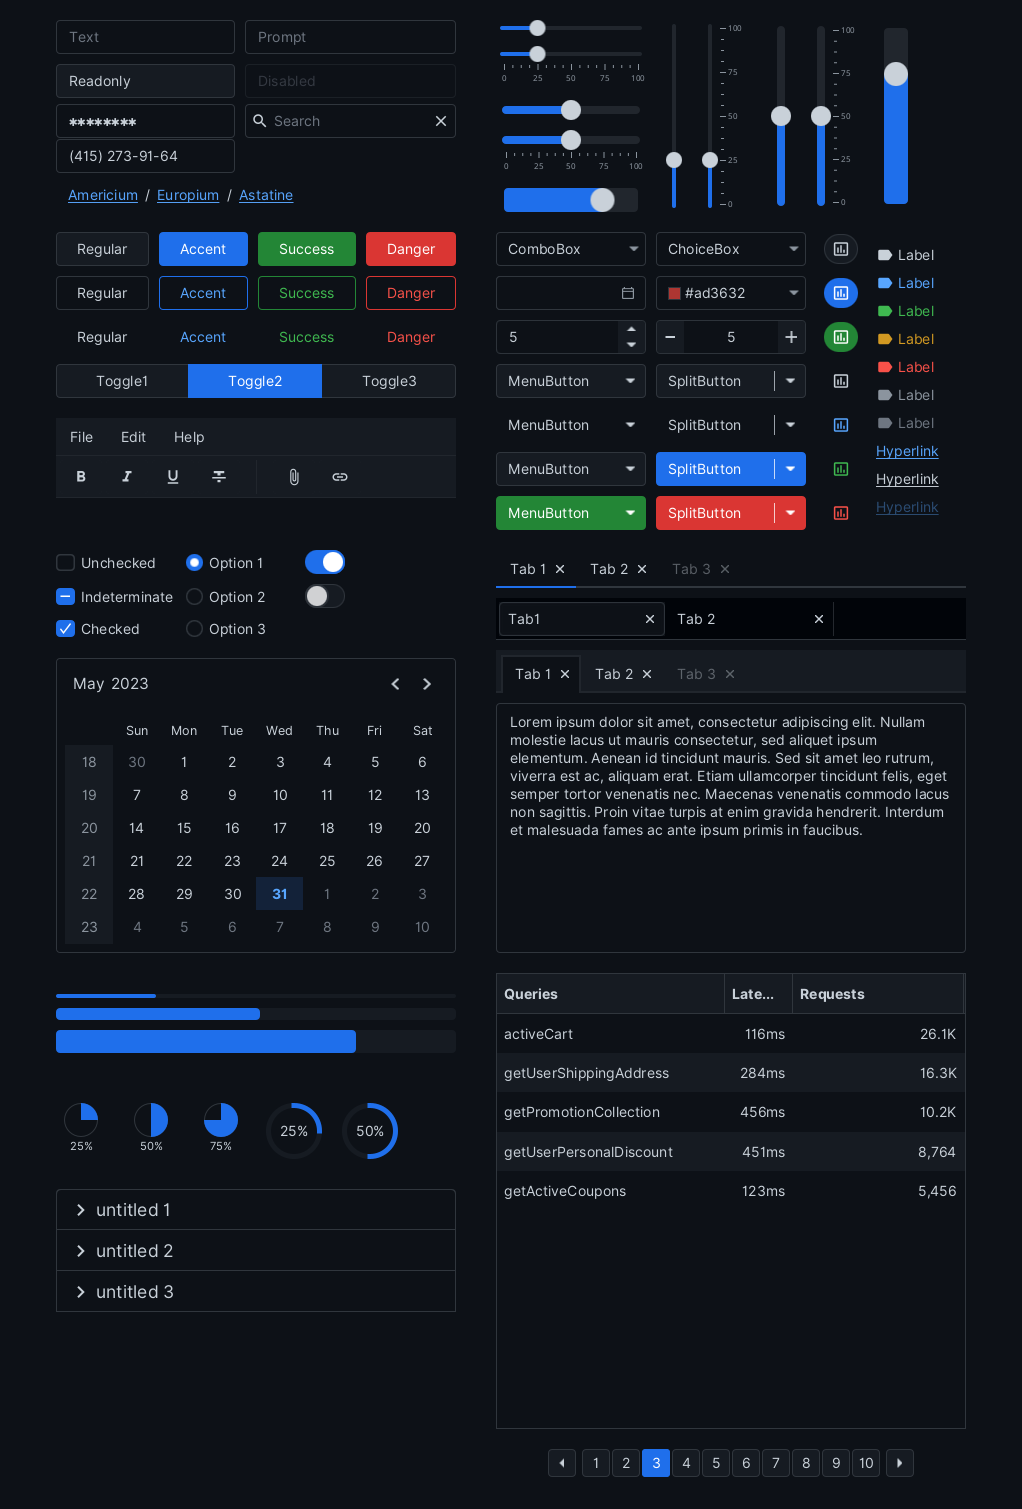 Text
Prompt
Readonly
Disabled
********
Search
(415) 273-91-64
Americium / Europium / Astatine
Regular Accent Success Danger
Regular Accent Success Danger
Regular Accent Success Danger
Toggle1 Toggle2 Toggle3
File Edit Help
B I U S
Unchecked Option 1
Indeterminate Option 2
Checked Option 3
May 2023
Sun Mon Tue Wed Thu Fri Sat
18 30 1 2 3 4 5 6
19 7 8 9 10 11 12 13
20 14 15 16 17 18 19 20
21 21 22 23 24 25 26 27
22 28 29 30 31 1 2 3
23 4 5 6 7 8 9 10
25% 50% 75% 25% 50%
untitled 1
untitled 2
untitled 3
0 25 50 75 100
0 25 50 75 100
100
75
50
25
0
100
75
50
25
0
ComboBox ChoiceBox
#ad3632
5 5
MenuButton SplitButton
MenuButton SplitButton
MenuButton SplitButton
MenuButton SplitButton
Label
Label
Label
Label
Label
Label
Label
Hyperlink
Hyperlink
Hyperlink
Tab 1 Tab 2 Tab 3
Tab1 Tab 2
Tab 1 Tab 2 Tab 3
Lorem ipsum dolor sit amet, consectetur adipiscing elit. Nullam
molestie lacus ut mauris consectetur, sed aliquet ipsum
elementum. Aenean id tincidunt mauris. Sed sit amet leo rutrum,
viverra est ac, aliquam erat. Etiam ullamcorper tincidunt felis, eget
semper tortor venenatis nec. Maecenas venenatis commodo lacus
non sagittis. Proin vitae turpis at enim gravida hendrerit. Interdum
et malesuada fames ac ante ipsum primis in faucibus.
Queries Late... Requests
activeCart 116ms 26.1K
getUserShippingAddress 284ms 16.3K
getPromotionCollection 456ms 10.2K
getUserPersonalDiscount 451ms 8,764
getActiveCoupons 123ms 5,456
1 2 3 4 5 6 7 8 9 10